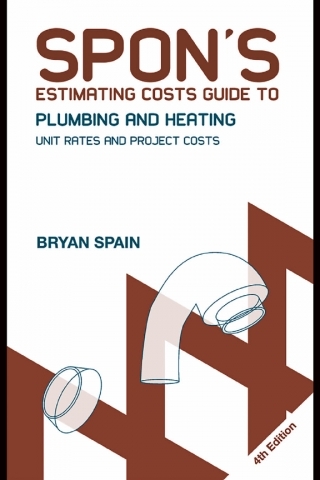 SPON'S
ESTIMATING COSTS GUIDE TO
PLUMBING AND HEATING
UNIT RATES AND PROJECT COSTS
BRYAN SPAIN
4th Edition